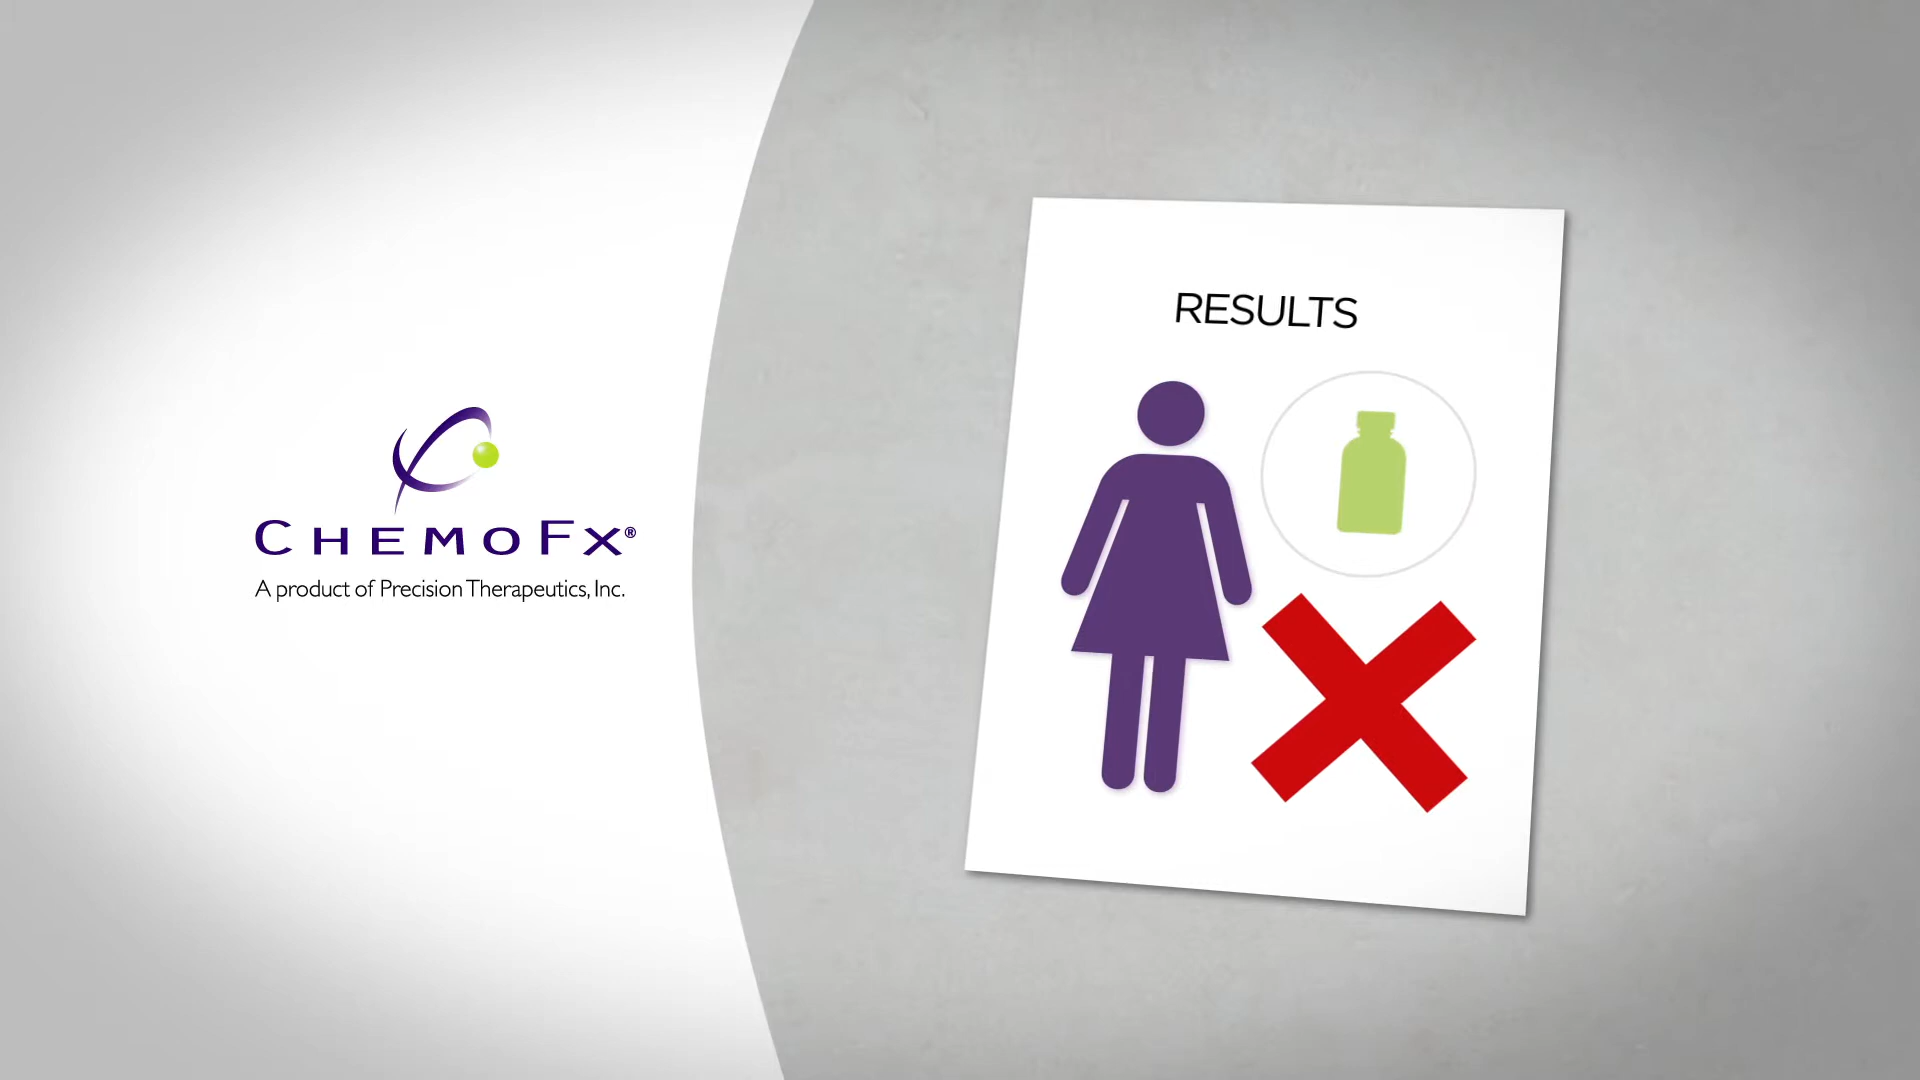 CHEMOFX®
A product of Precision Therapeutics, Inc.
RESULTS